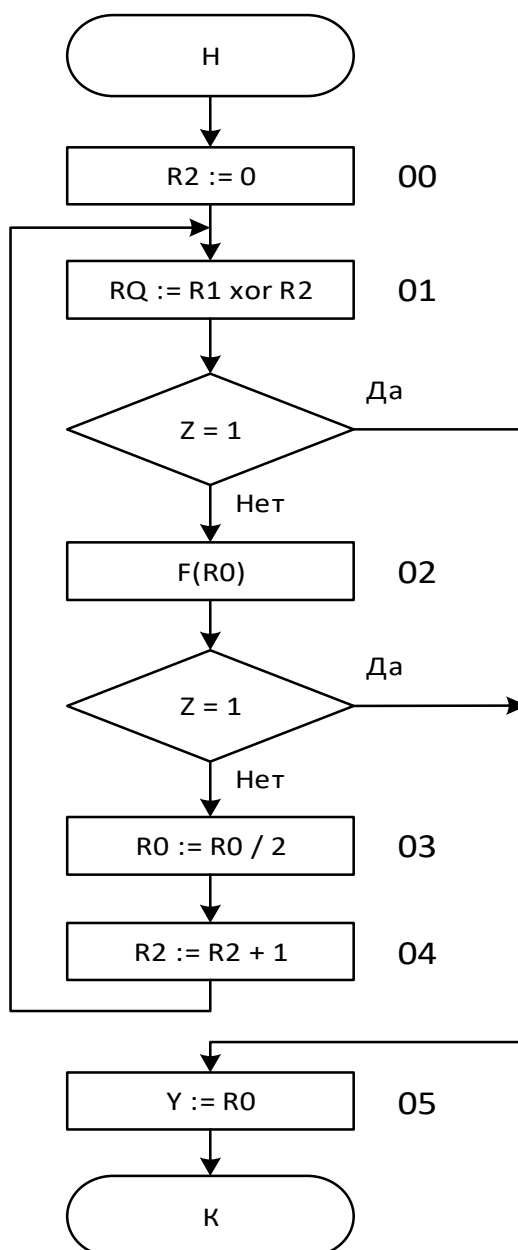 Н
R2 := 0 00
RQ := R1 xor R2 01
Да
Z = 1
Нет
F(R0) 02
Да
Z = 1
Нет
R0 := R0 / 2 03
R2 := R2 + 1 04
Y := R0 05
К